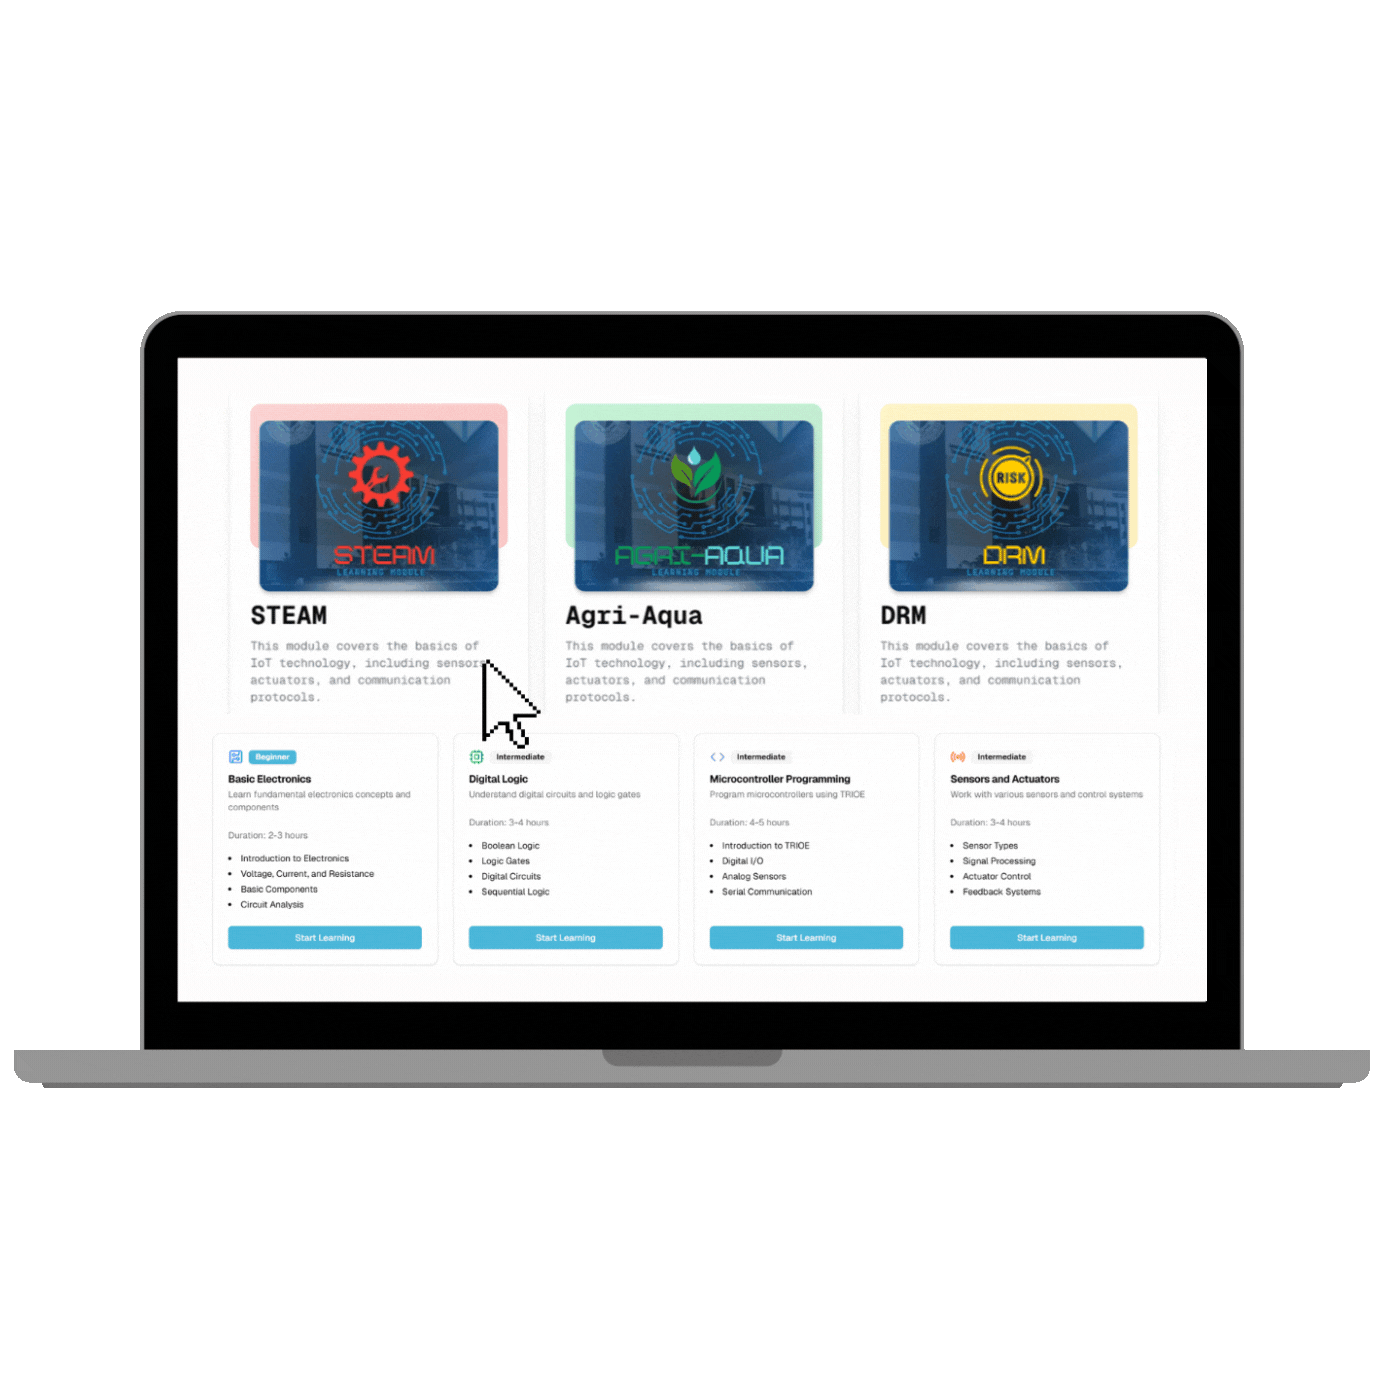 STEAM
LEARNING MODULE
AGRI-AQUA
LEARNING MODULE
RISK
DRM
LEARNING MODULE
STEAM
This module covers the basics of
IoT technology, including sensors
actuators, and communication
protocols.
Agri-Aqua
This module covers the basics of
IoT technology, including sensors,
actuators, and communication
protocols.
DRM
This module covers the basics of
IoT technology, including sensors,
actuators, and communication
protocols.
Beginner
Basic Electronics
Learn fundamental electronics concepts and
components
Duration: 2-3 hours
• Introduction to Electronics
• Voltage, Current, and Resistance
• Basic Components
• Circuit Analysis
Start Learning
Intermediate
Digital Logic
Understand digital circuits and logic gates
Duration: 3-4 hours
• Boolean Logic
• Logic Gates
• Digital Circuits
• Sequential Logic
Start Learning
Intermediate
Microcontroller Programming
Program microcontrollers using TRIOE
Duration: 4-5 hours
• Introduction to TRIOE
• Digital I/O
• Analog Sensors
• Serial Communication
Start Learning
Intermediate
Sensors and Actuators
Work with various sensors and control systems
Duration: 3-4 hours
• Sensor Types
• Signal Processing
• Actuator Control
• Feedback Systems
Start Learning